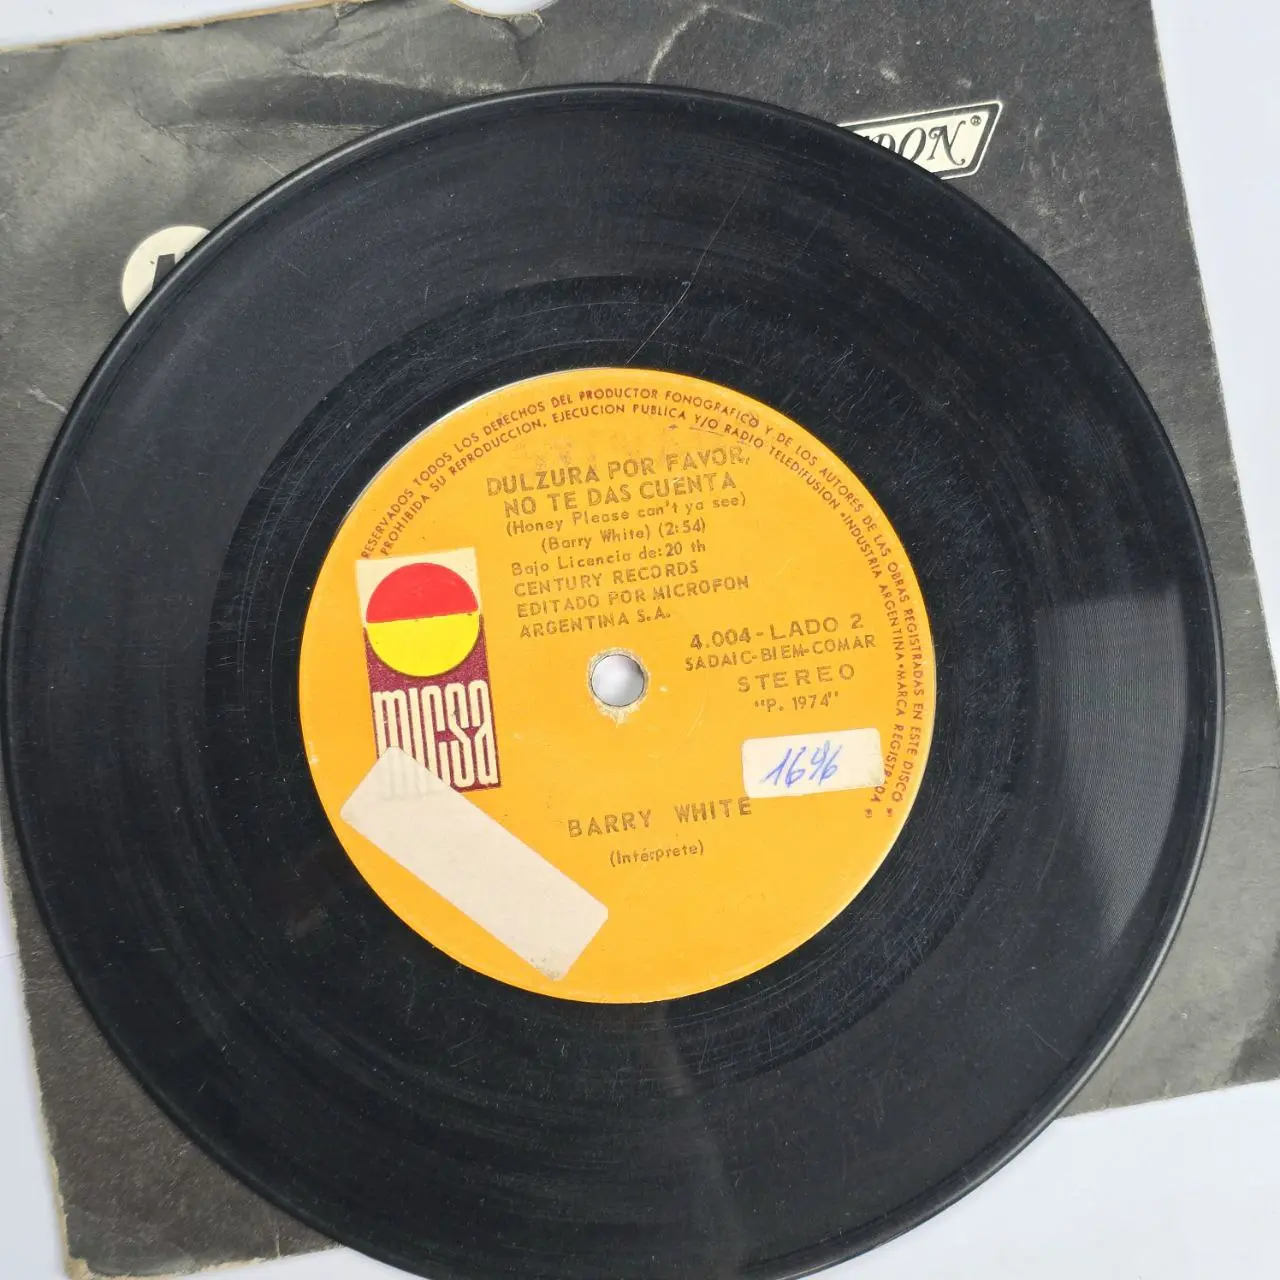 DON®
RESERVADOS TODOS LOS DERECHOS DEL PRODUCTOR FONOGRAFICO Y DE LOS AUTORES DE LAS OBRAS REGISTRADAS EN ESTE DISCO •
PROHIBIDA SU REPRODUCCION, EJECUCION PUBLICA Y/O RADIO TELEDIFUSION • INDUSTRIA ARGENTINA • MARCA REGISTRADA
DULZURA POR FAVOR,
NO TE DAS CUENTA
(Honey Please can't ya see)
(Barry White) (2:54)
Bajo Licencia de: 20 th
CENTURY RECORDS
EDITADO POR MICROFON
ARGENTINA S.A.
4.004-LADO 2
SADAIC-BIEM-COMAR
STEREO
"P. 1974"
micsa
BARRY WHITE
(Intérprete)